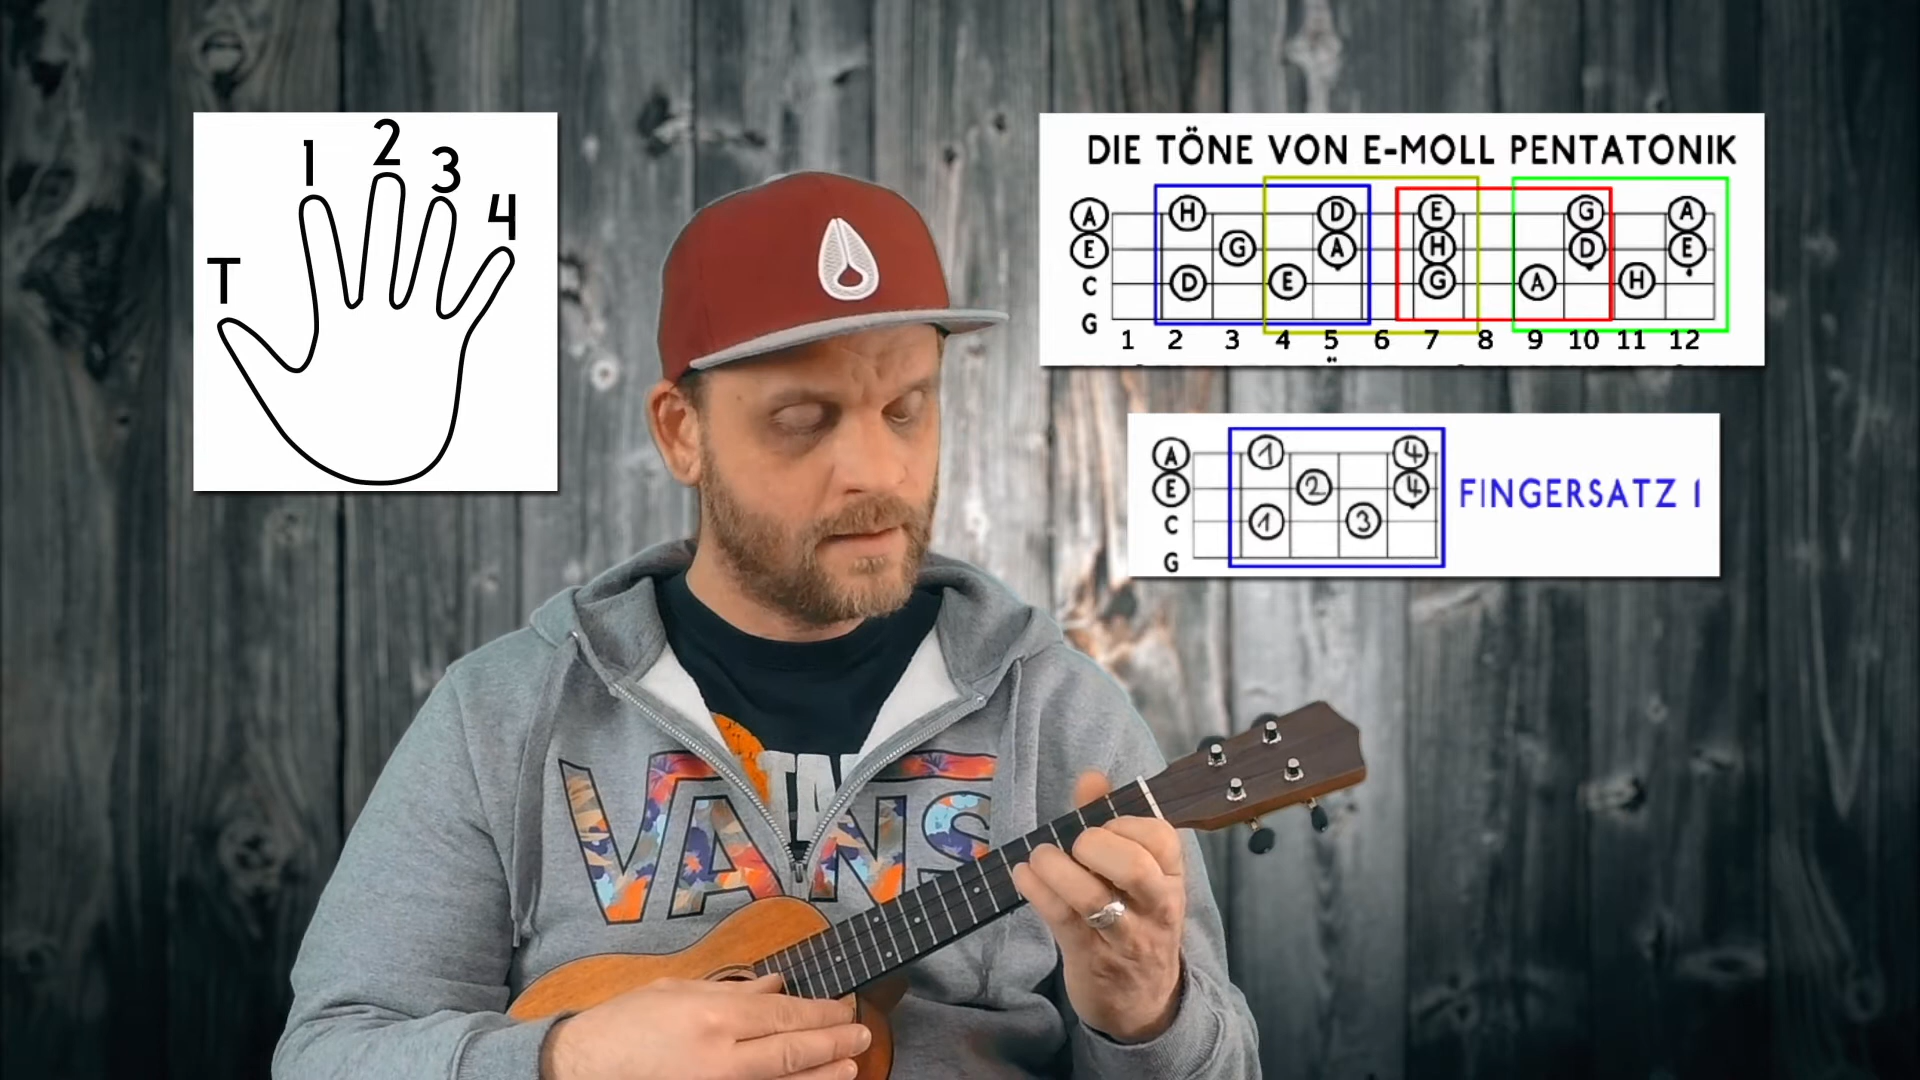 1 2 3 4
T
DIE TÖNE VON E-MOLL PENTATONIK
A H D E G A
E G A H D E
C D E G A H
G
1 2 3 4 5 6 7 8 9 10 11 12
A 1 4
E 2 4
C 1 3
G
FINGERSATZ 1
VANS